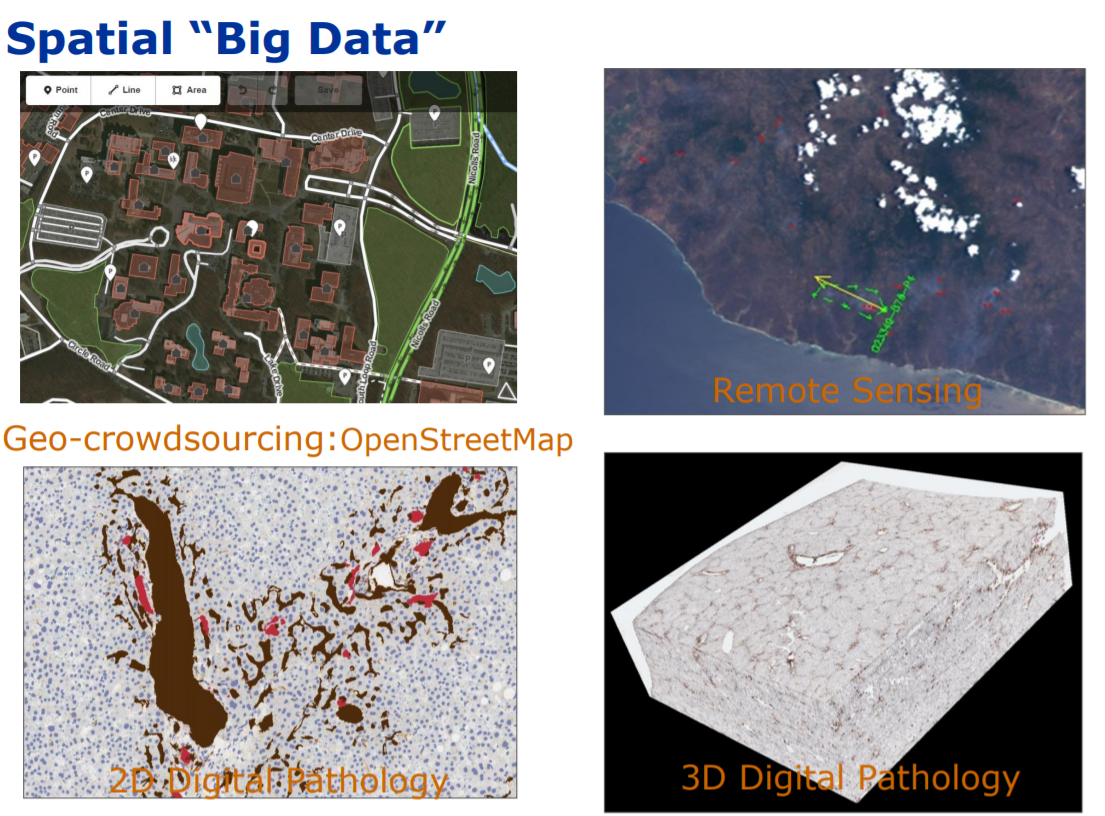 Spatial “Big Data”
Point
Line
Area
Save
Center Drive
Center Drive
Nicolls Road
Nicolls Road
Circle Road
Lake Drive
outh Loop Road
P
P
P
P
P
P
P
Remote Sensing
Geo-crowdsourcing:OpenStreetMap
2D Digital Pathology
3D Digital Pathology